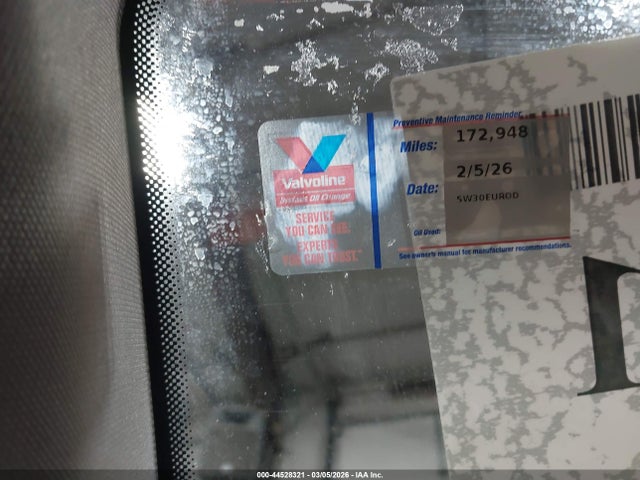 Valvoline
Instant Oil Change
SERVICE
YOU CAN SEE.
EXPERTS
YOU CAN TRUST.
Preventive Maintenance Reminder
Miles: 172,948
Date: 2/5/26
5W30EURDD
Oil Used:
See owner's manual for manufacturer recommendations.
000-44528321 - 03/05/2026 - IAA Inc.